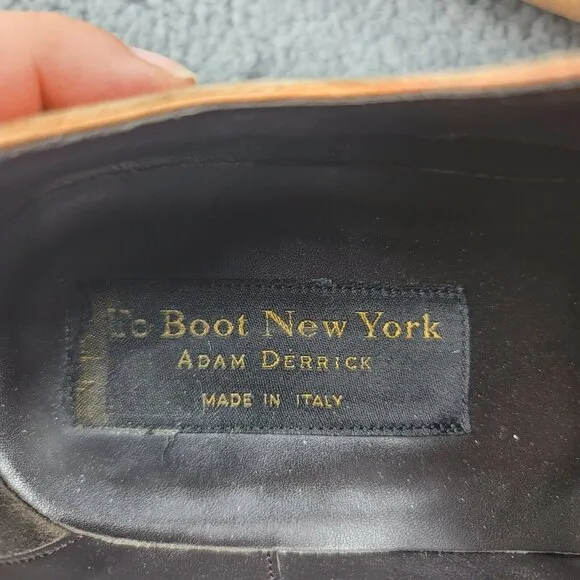 To Boot New York
ADAM DERRICK
MADE IN ITALY